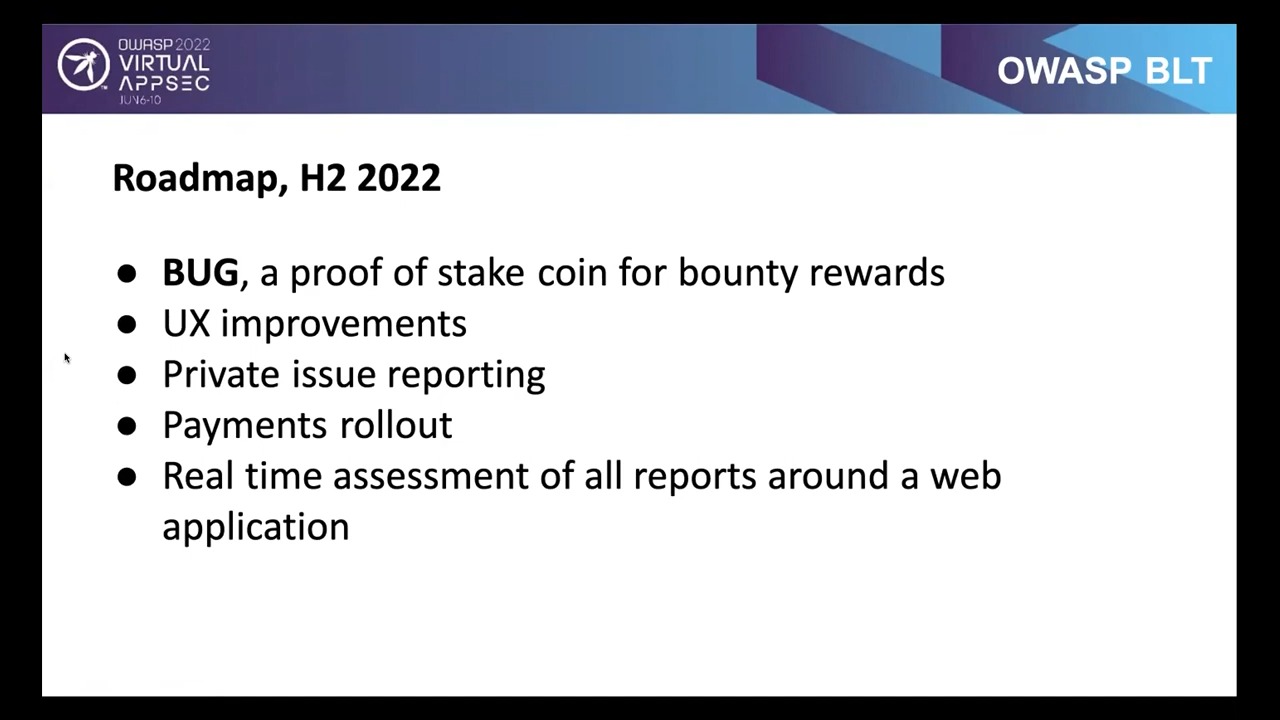 OWASP 2022
VIRTUAL
APPSEC
JUN 6-10
OWASP BLT
Roadmap, H2 2022
● BUG, a proof of stake coin for bounty rewards
● UX improvements
● Private issue reporting
● Payments rollout
● Real time assessment of all reports around a web
application